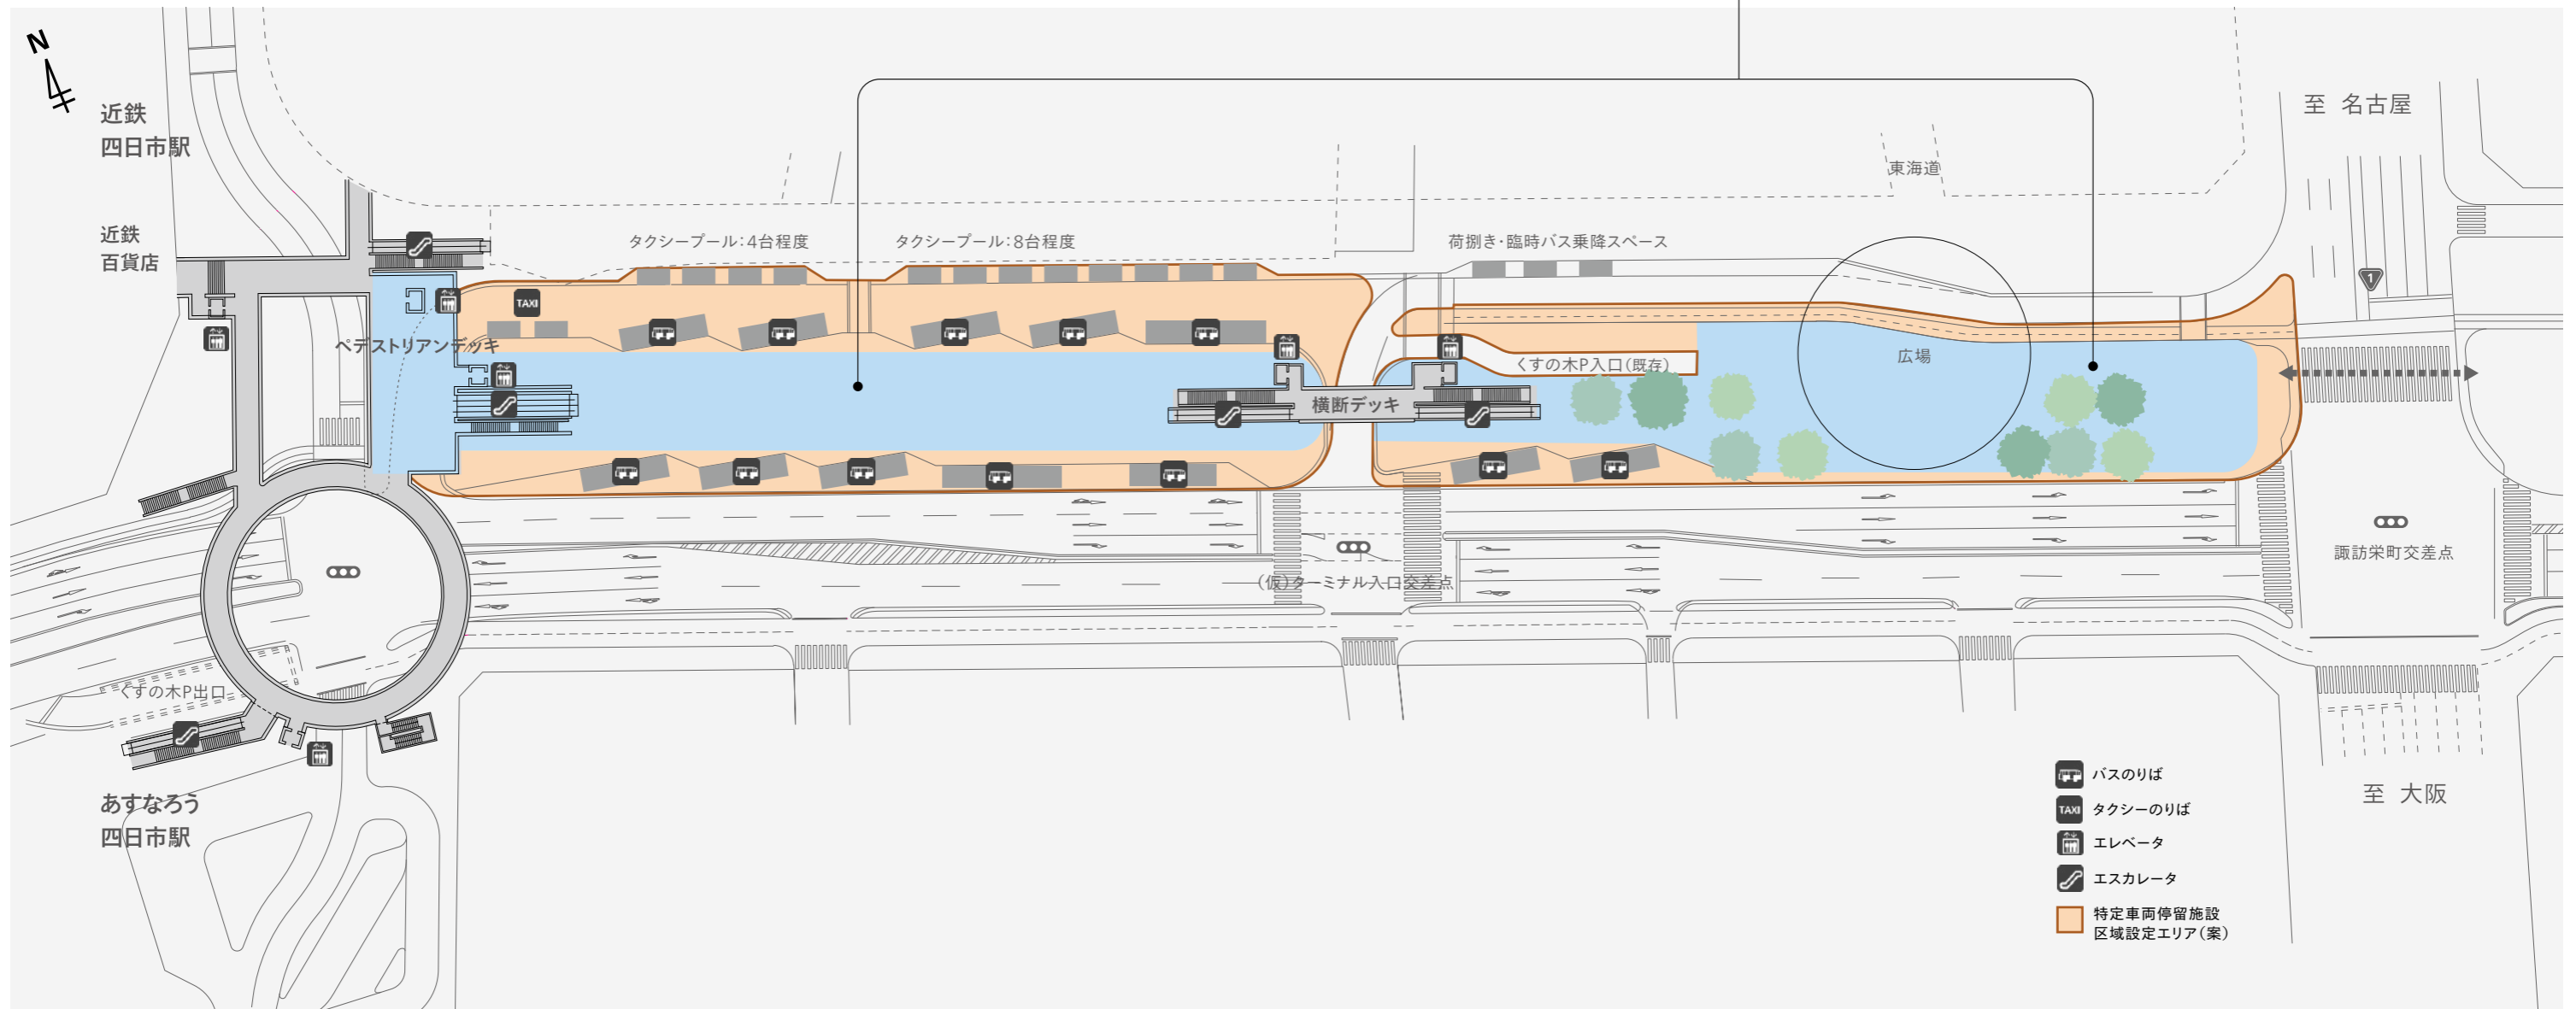 N
近鉄
四日市駅
至 名古屋
東海道
近鉄
百貨店
タクシープール：4台程度
タクシープール：8台程度
荷捌き・臨時バス乗降スペース
1
TAXI
ペデストリアンデッキ
広場
くすの木P入口（既存）
横断デッキ
諏訪栄町交差点
（仮）ターミナル入口交差点
くすの木P出口
あすなろう
四日市駅
至 大阪
バスのりば
TAXI タクシーのりば
エレベータ
エスカレータ
特定車両停留施設
区域設定エリア（案）